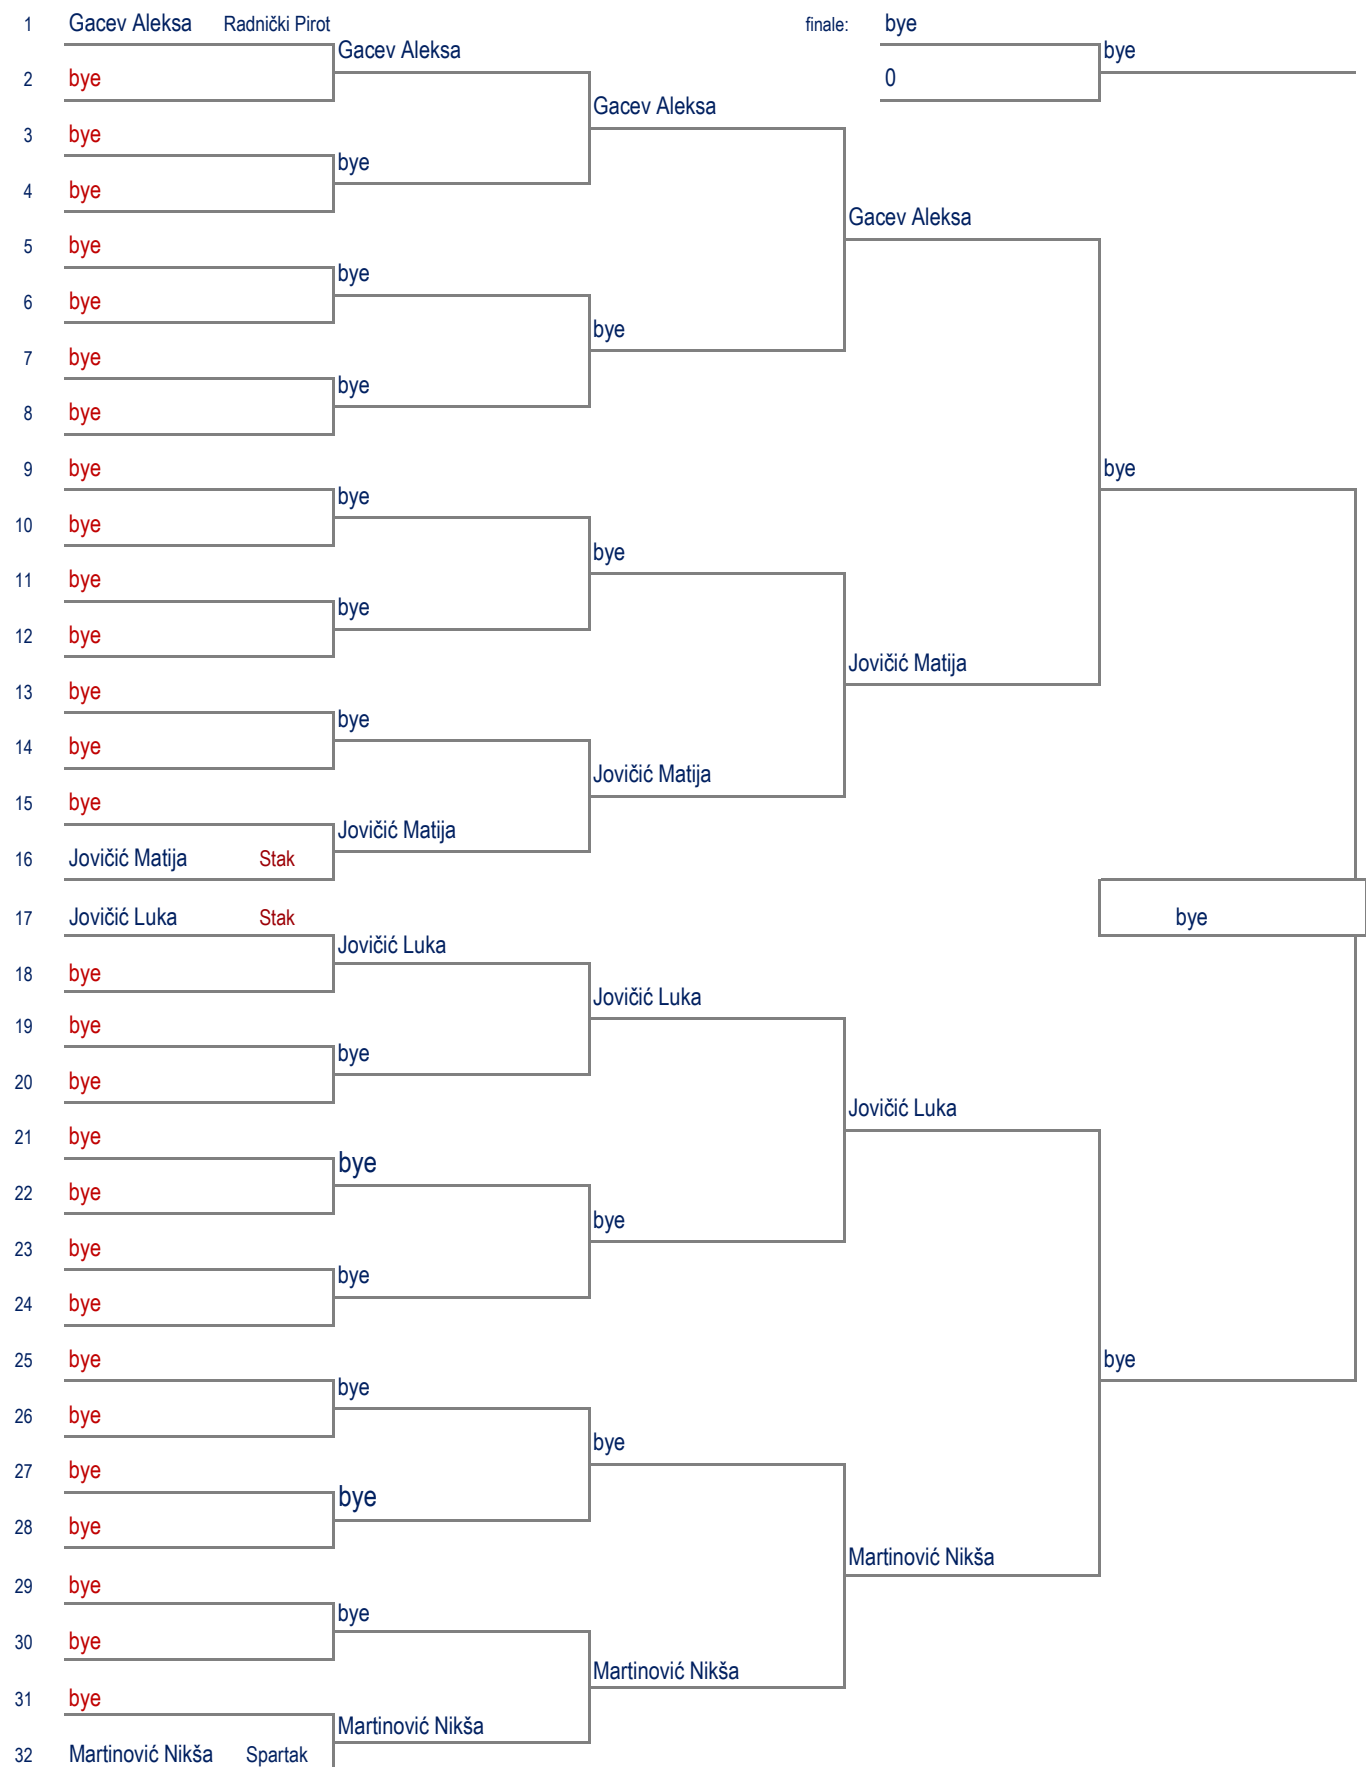 1 Gacev Aleksa Radnički Pirot finale: bye
Gacev Aleksa bye
2 bye 0
Gacev Aleksa
3 bye
bye
4 bye
Gacev Aleksa
5 bye
bye
6 bye
bye
7 bye
bye
8 bye
9 bye bye
bye
10 bye
bye
11 bye
bye
12 bye
Jovičić Matija
13 bye
bye
14 bye
Jovičić Matija
15 bye
Jovičić Matija
16 Jovičić Matija Stak
17 Jovičić Luka Stak bye
Jovičić Luka
18 bye
Jovičić Luka
19 bye
bye
20 bye
Jovičić Luka
21 bye
bye
22 bye
bye
23 bye
bye
24 bye
25 bye bye
bye
26 bye
bye
27 bye
bye
28 bye
Martinović Nikša
29 bye
bye
30 bye
Martinović Nikša
31 bye
Martinović Nikša
32 Martinović Nikša Spartak